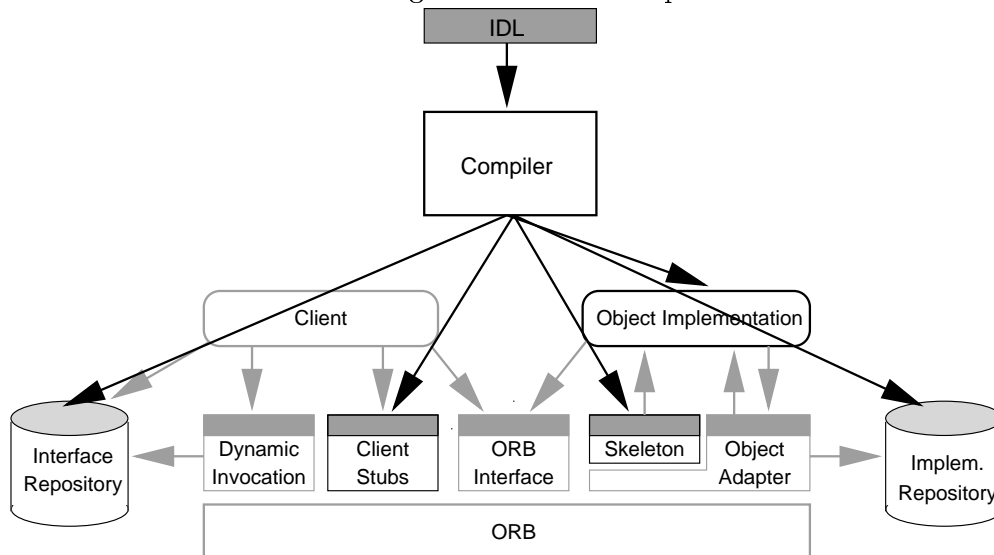 IDL
Compiler
Client
Object Implementation
Interface
Repository
Dynamic
Invocation
Client
Stubs
ORB
Interface
Skeleton
Object
Adapter
Implem.
Repository
ORB